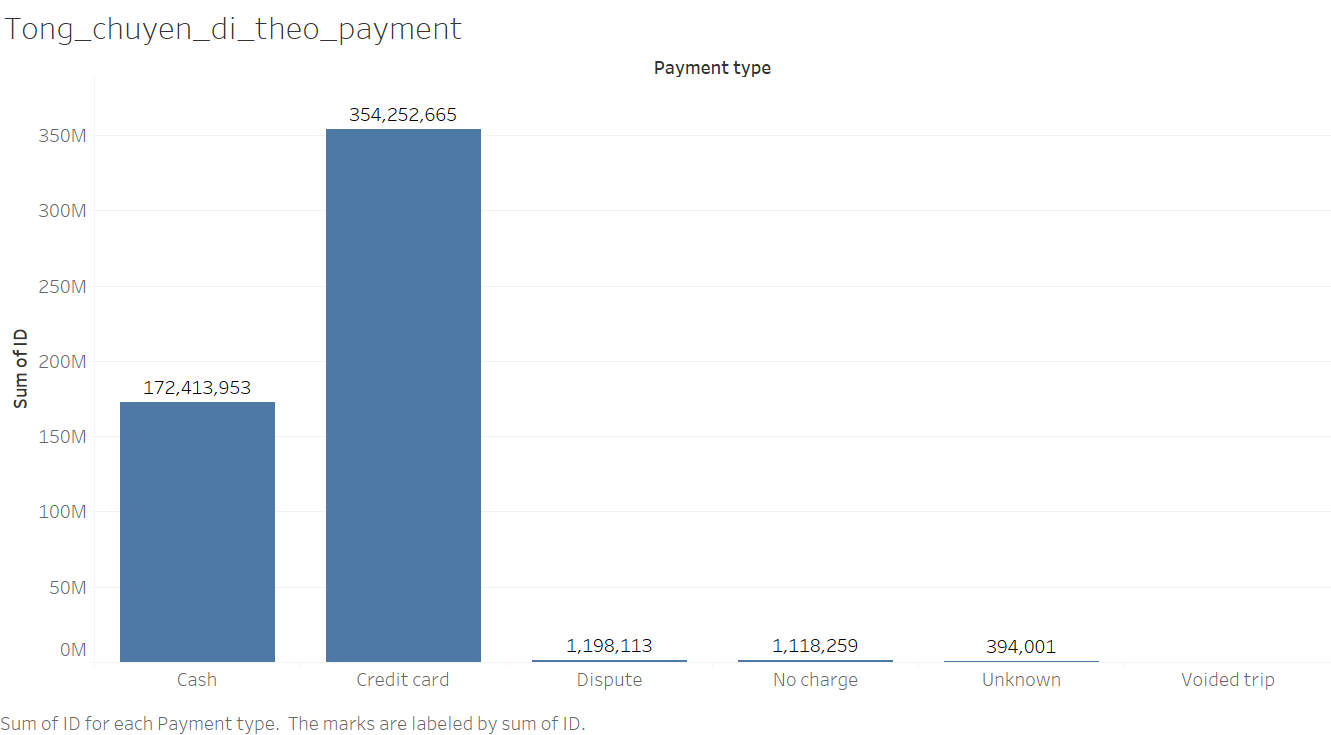 Tong_chuyen_di_theo_payment
Payment type
354,252,665
350M
300M
250M
200M
172,413,953
150M
100M
50M
1,198,113
1,118,259
394,001
0M
Sum of ID
Cash
Credit card
Dispute
No charge
Unknown
Voided trip
Sum of ID for each Payment type. The marks are labeled by sum of ID.